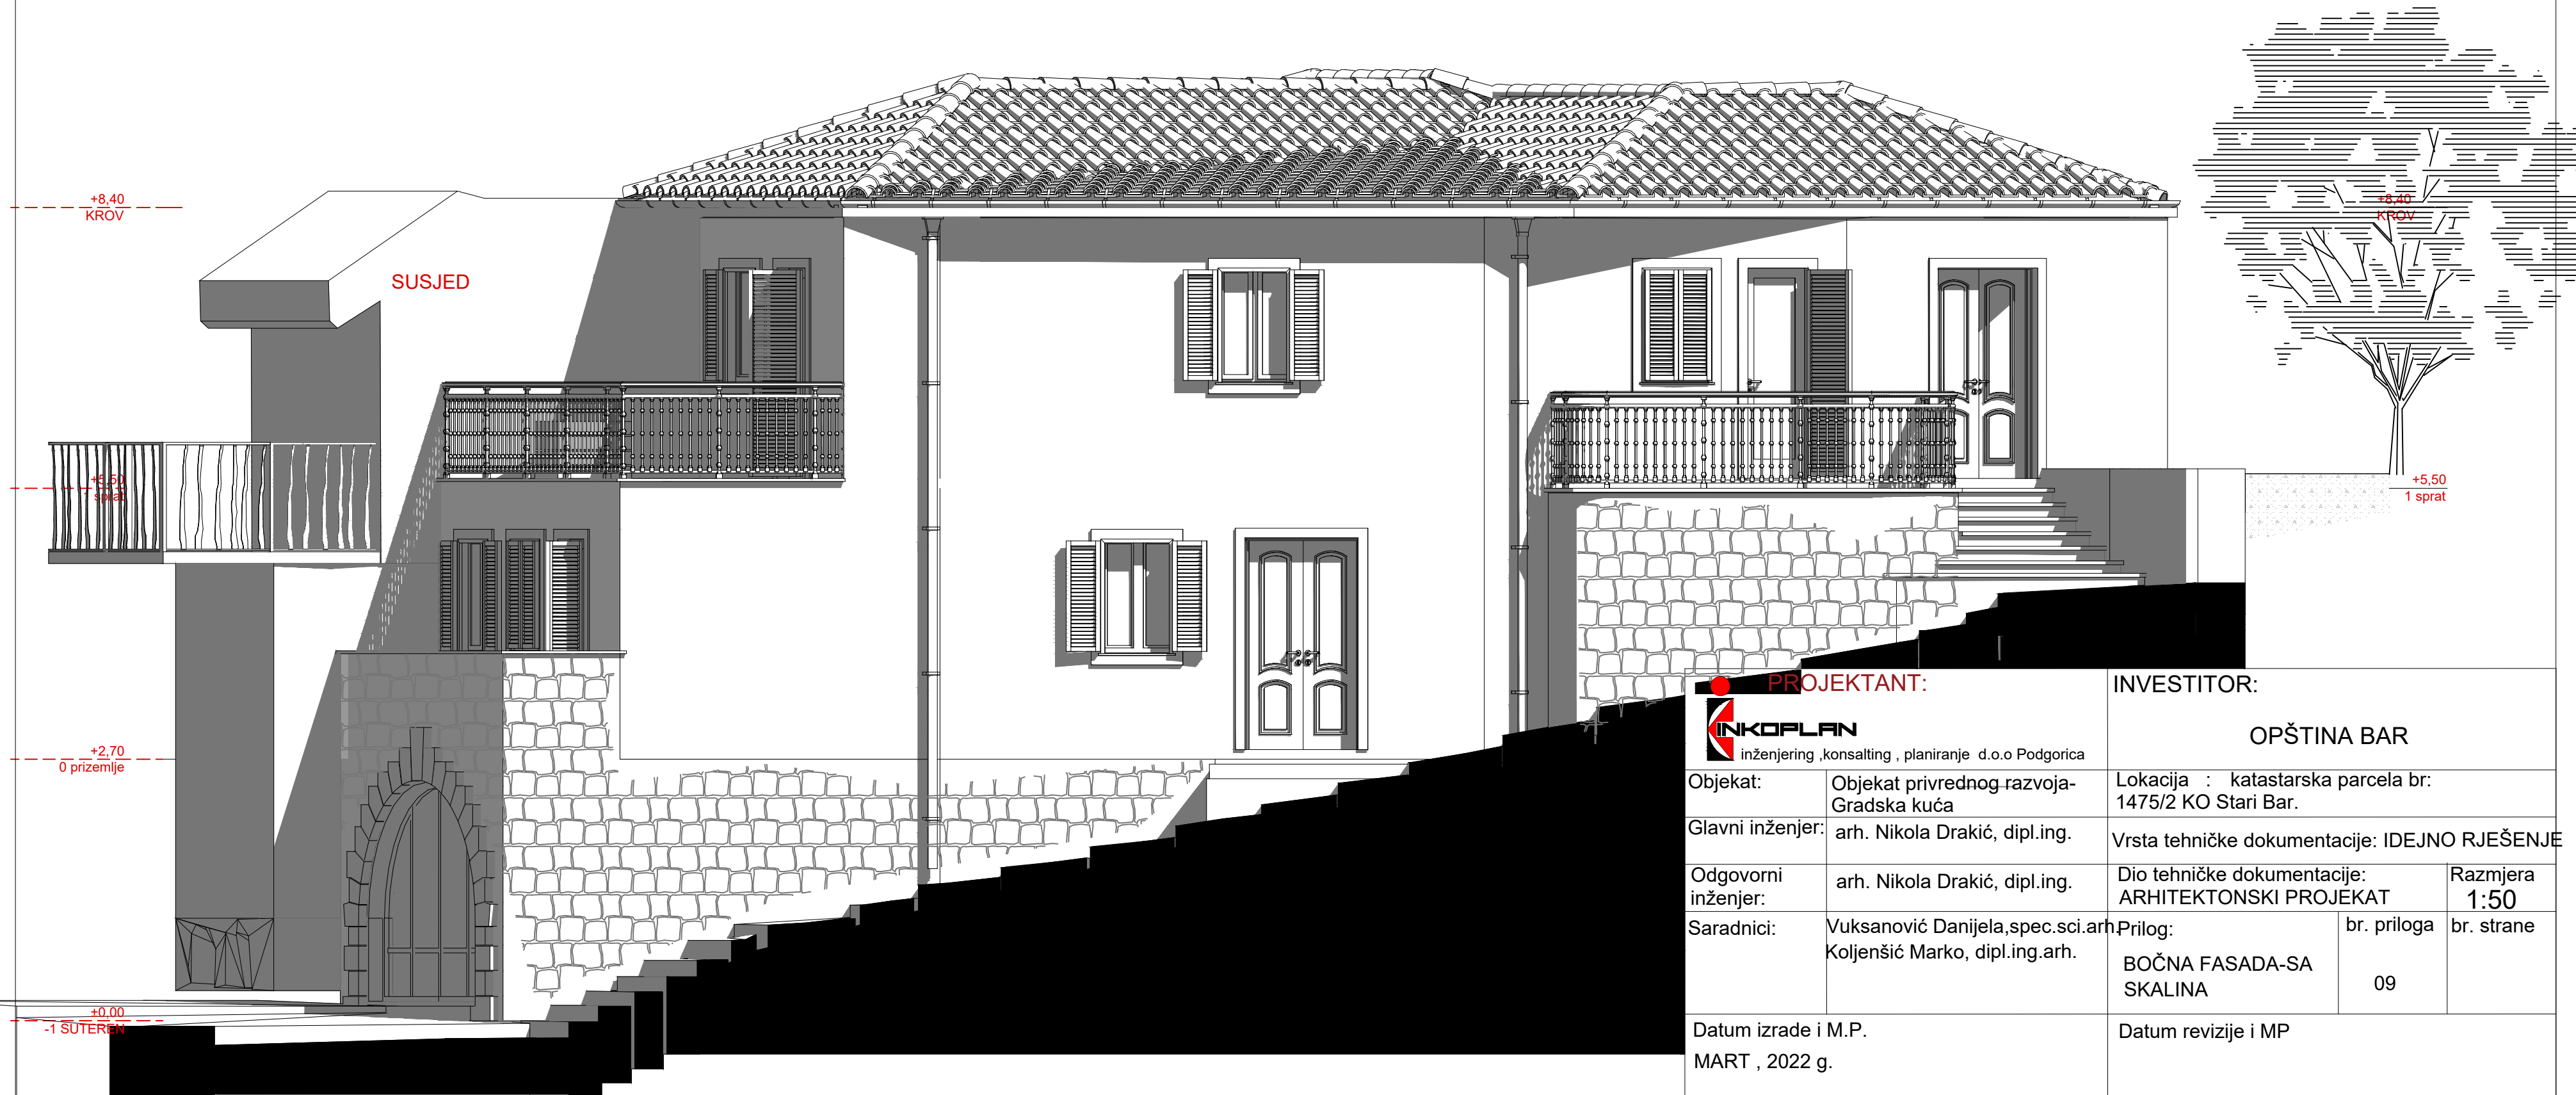 +8,40
KROV
SUSJED
+8,40
KROV
+5,50
1 sprat
+5,50
1 sprat
+2,70
0 prizemlje
+0,00
-1 SUTEREN
PROJEKTANT:
INKOPLAN
inženjering ,konsalting , planiranje d.o.o Podgorica
INVESTITOR:
OPŠTINA BAR
Objekat:
Objekat privrednog razvoja-
Gradska kuća
Lokacija : katastarska parcela br:
1475/2 KO Stari Bar.
Glavni inženjer:
arh. Nikola Drakić, dipl.ing.
Vrsta tehničke dokumentacije: IDEJNO RJEŠENJE
Odgovorni
inženjer:
arh. Nikola Drakić, dipl.ing.
Dio tehničke dokumentacije:
ARHITEKTONSKI PROJEKAT
Razmjera
1:50
Saradnici:
Vuksanović Danijela,spec.sci.arh.
Koljenšić Marko, dipl.ing.arh.
Prilog:
BOČNA FASADA-SA
SKALINA
br. priloga
09
br. strane
Datum izrade i M.P.
MART , 2022 g.
Datum revizije i MP